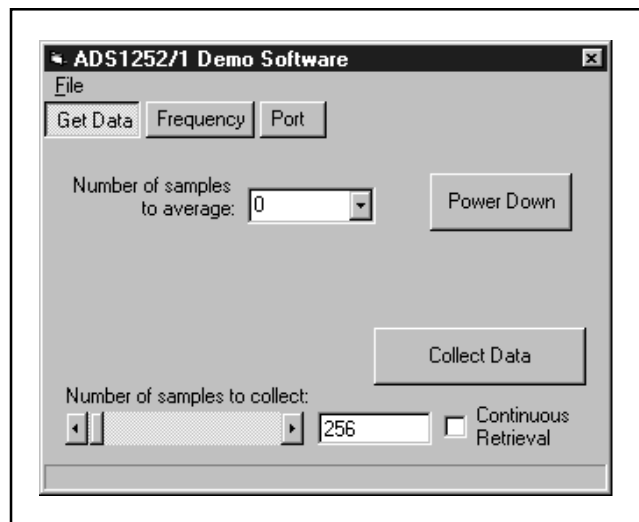 ADS1252/1 Demo Software
File
Get Data Frequency Port
Number of samples
to average: 0
Power Down
Collect Data
Number of samples to collect:
256
Continuous
Retrieval